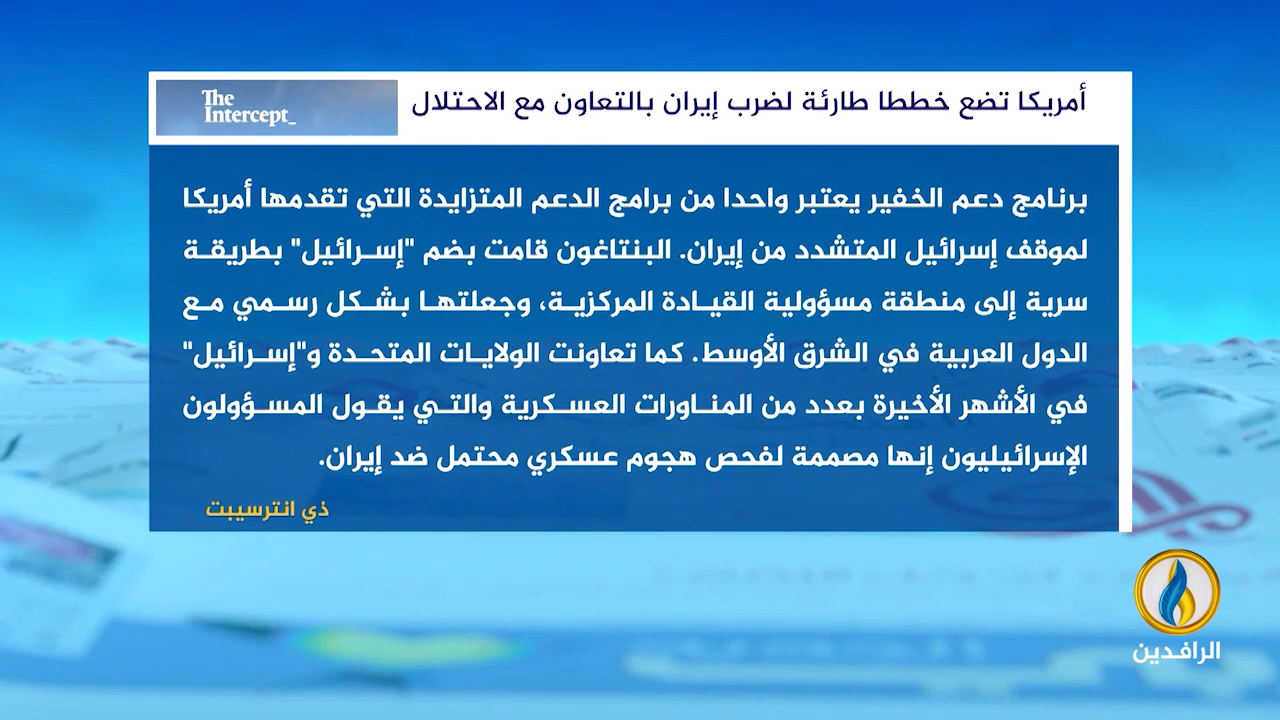 أمريكا تضع خططا طارئة لضرب إيران بالتعاون مع الاحتلال
The
Intercept_
برنامج دعم الخفير يعتبر واحدا من برامج الدعم المتزايدة التي تقدمها أمريكا
لموقف إسرائيل المتشدد من إيران. البنتاغون قامت بضم "إسرائيل" بطريقة
سرية إلى منطقة مسؤولية القيادة المركزية، وجعلتها بشكل رسمي مع
الدول العربية في الشرق الأوسط. كما تعاونت الولايات المتحدة و"إسرائيل"
في الأشهر الأخيرة بعدد من المناورات العسكرية والتي يقول المسؤولون
الإسرائيليون إنها مصممة لفحص هجوم عسكري محتمل ضد إيران.
ذي انترسيبت
الرافدين